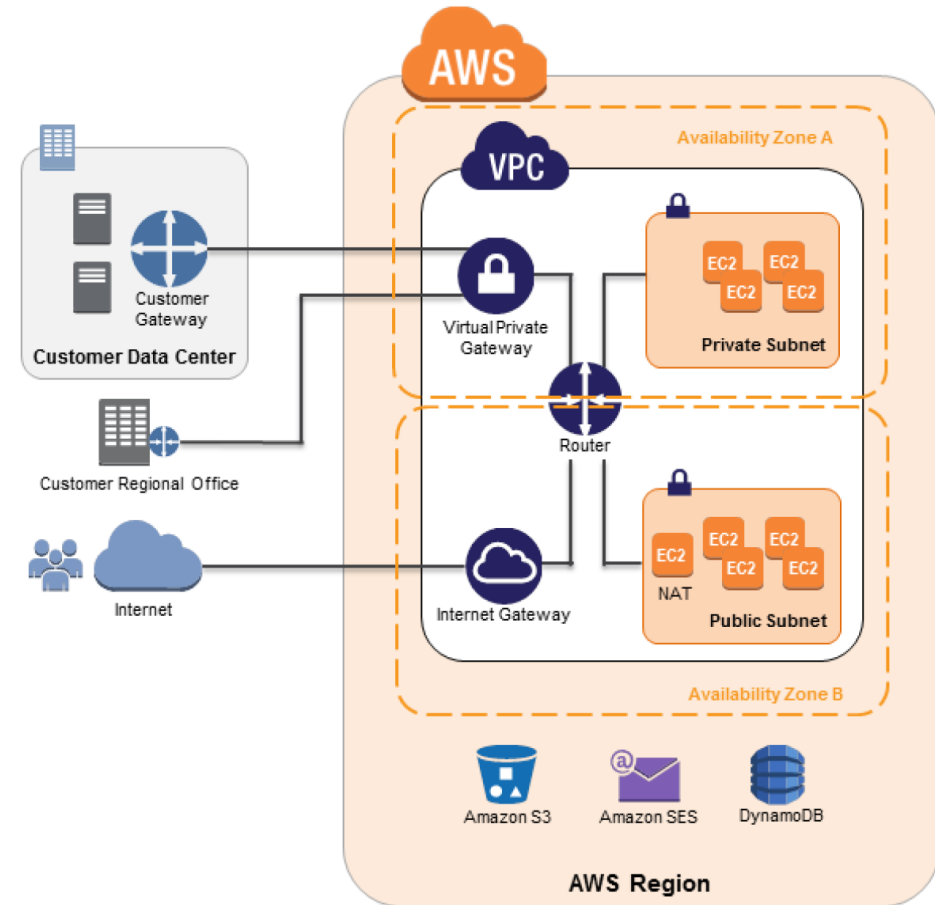 AWS
Availability Zone A
VPC
EC2
EC2
EC2
EC2
Private Subnet
Customer
Gateway
Customer Data Center
Virtual Private
Gateway
Router
Customer Regional Office
Internet
Internet Gateway
EC2
NAT
EC2
EC2
EC2
EC2
Public Subnet
Availability Zone B
@
Amazon S3
Amazon SES
DynamoDB
AWS Region